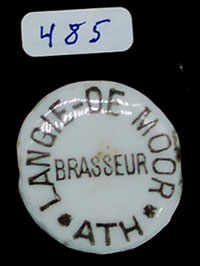 485
LANGIE-DE MOOR
BRASSEUR
ATH